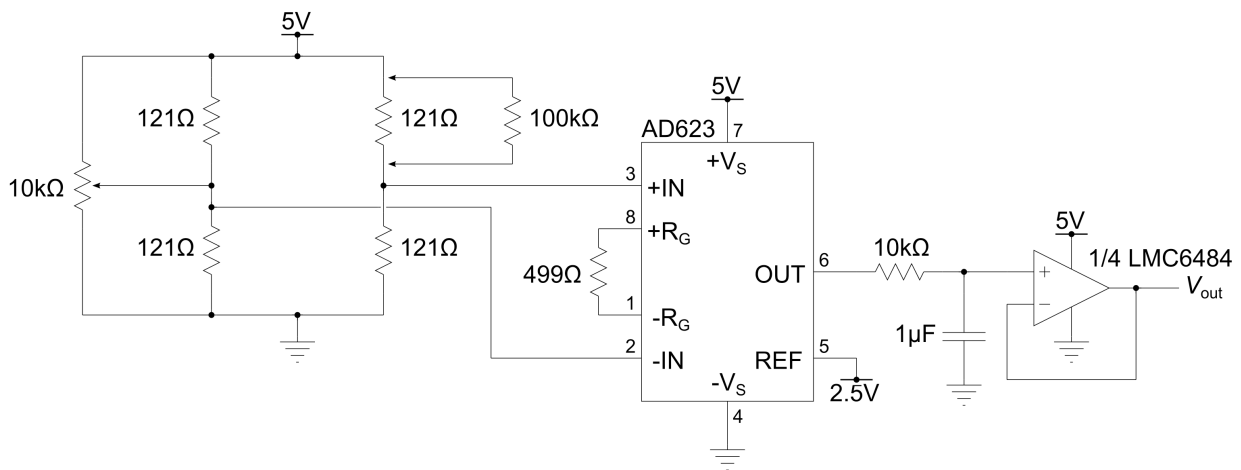 5V
121Ω
121Ω
100kΩ
10kΩ
121Ω
121Ω
5V
AD623
7
+VS
3
+IN
8
+RG
499Ω
1
-RG
2
-IN
OUT
6
REF
5
2.5V
-VS
4
10kΩ
1µF
5V
1/4 LMC6484
+
−
Vout